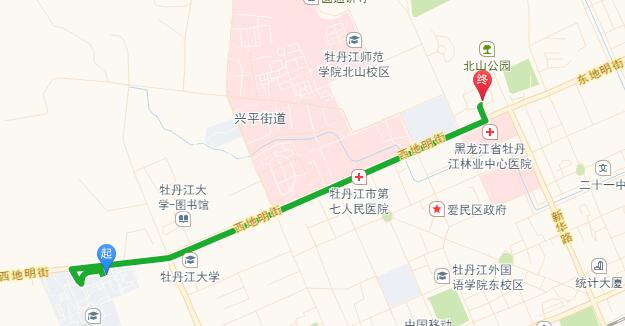 牡丹江师范
学院北山校区
北山公园
终
东地明街
兴平街道
西地明街
黑龙江省牡丹
江林业中心医院
牡丹江市第
七人民医院
二十一中
牡丹江大
学-图书馆
西地明街
爱民区政府
新华路
起
西地明街
牡丹江大学
牡丹江外国
语学院东校区
统计大厦
中国移动